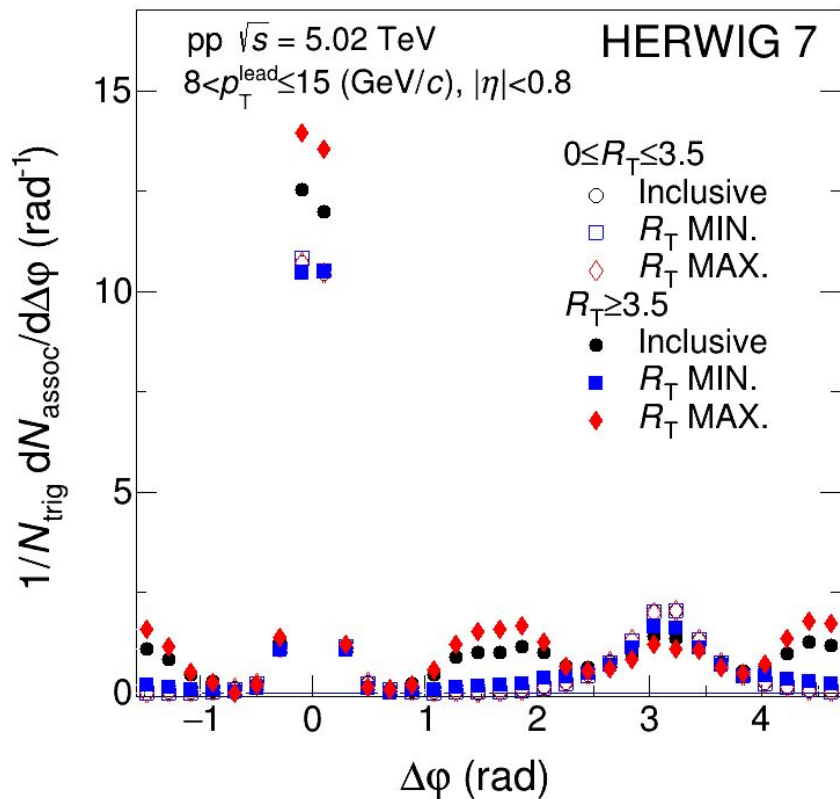 pp √s = 5.02 TeV
HERWIG 7
8<p_T^lead≤15 (GeV/c), |η|<0.8
0≤R_T≤3.5
Inclusive
R_T MIN.
R_T MAX.
R_T≥3.5
Inclusive
R_T MIN.
R_T MAX.
1/N_trig dN_assoc/dΔφ (rad⁻¹)
15
10
5
0
−1 0 1 2 3 4
Δφ (rad)